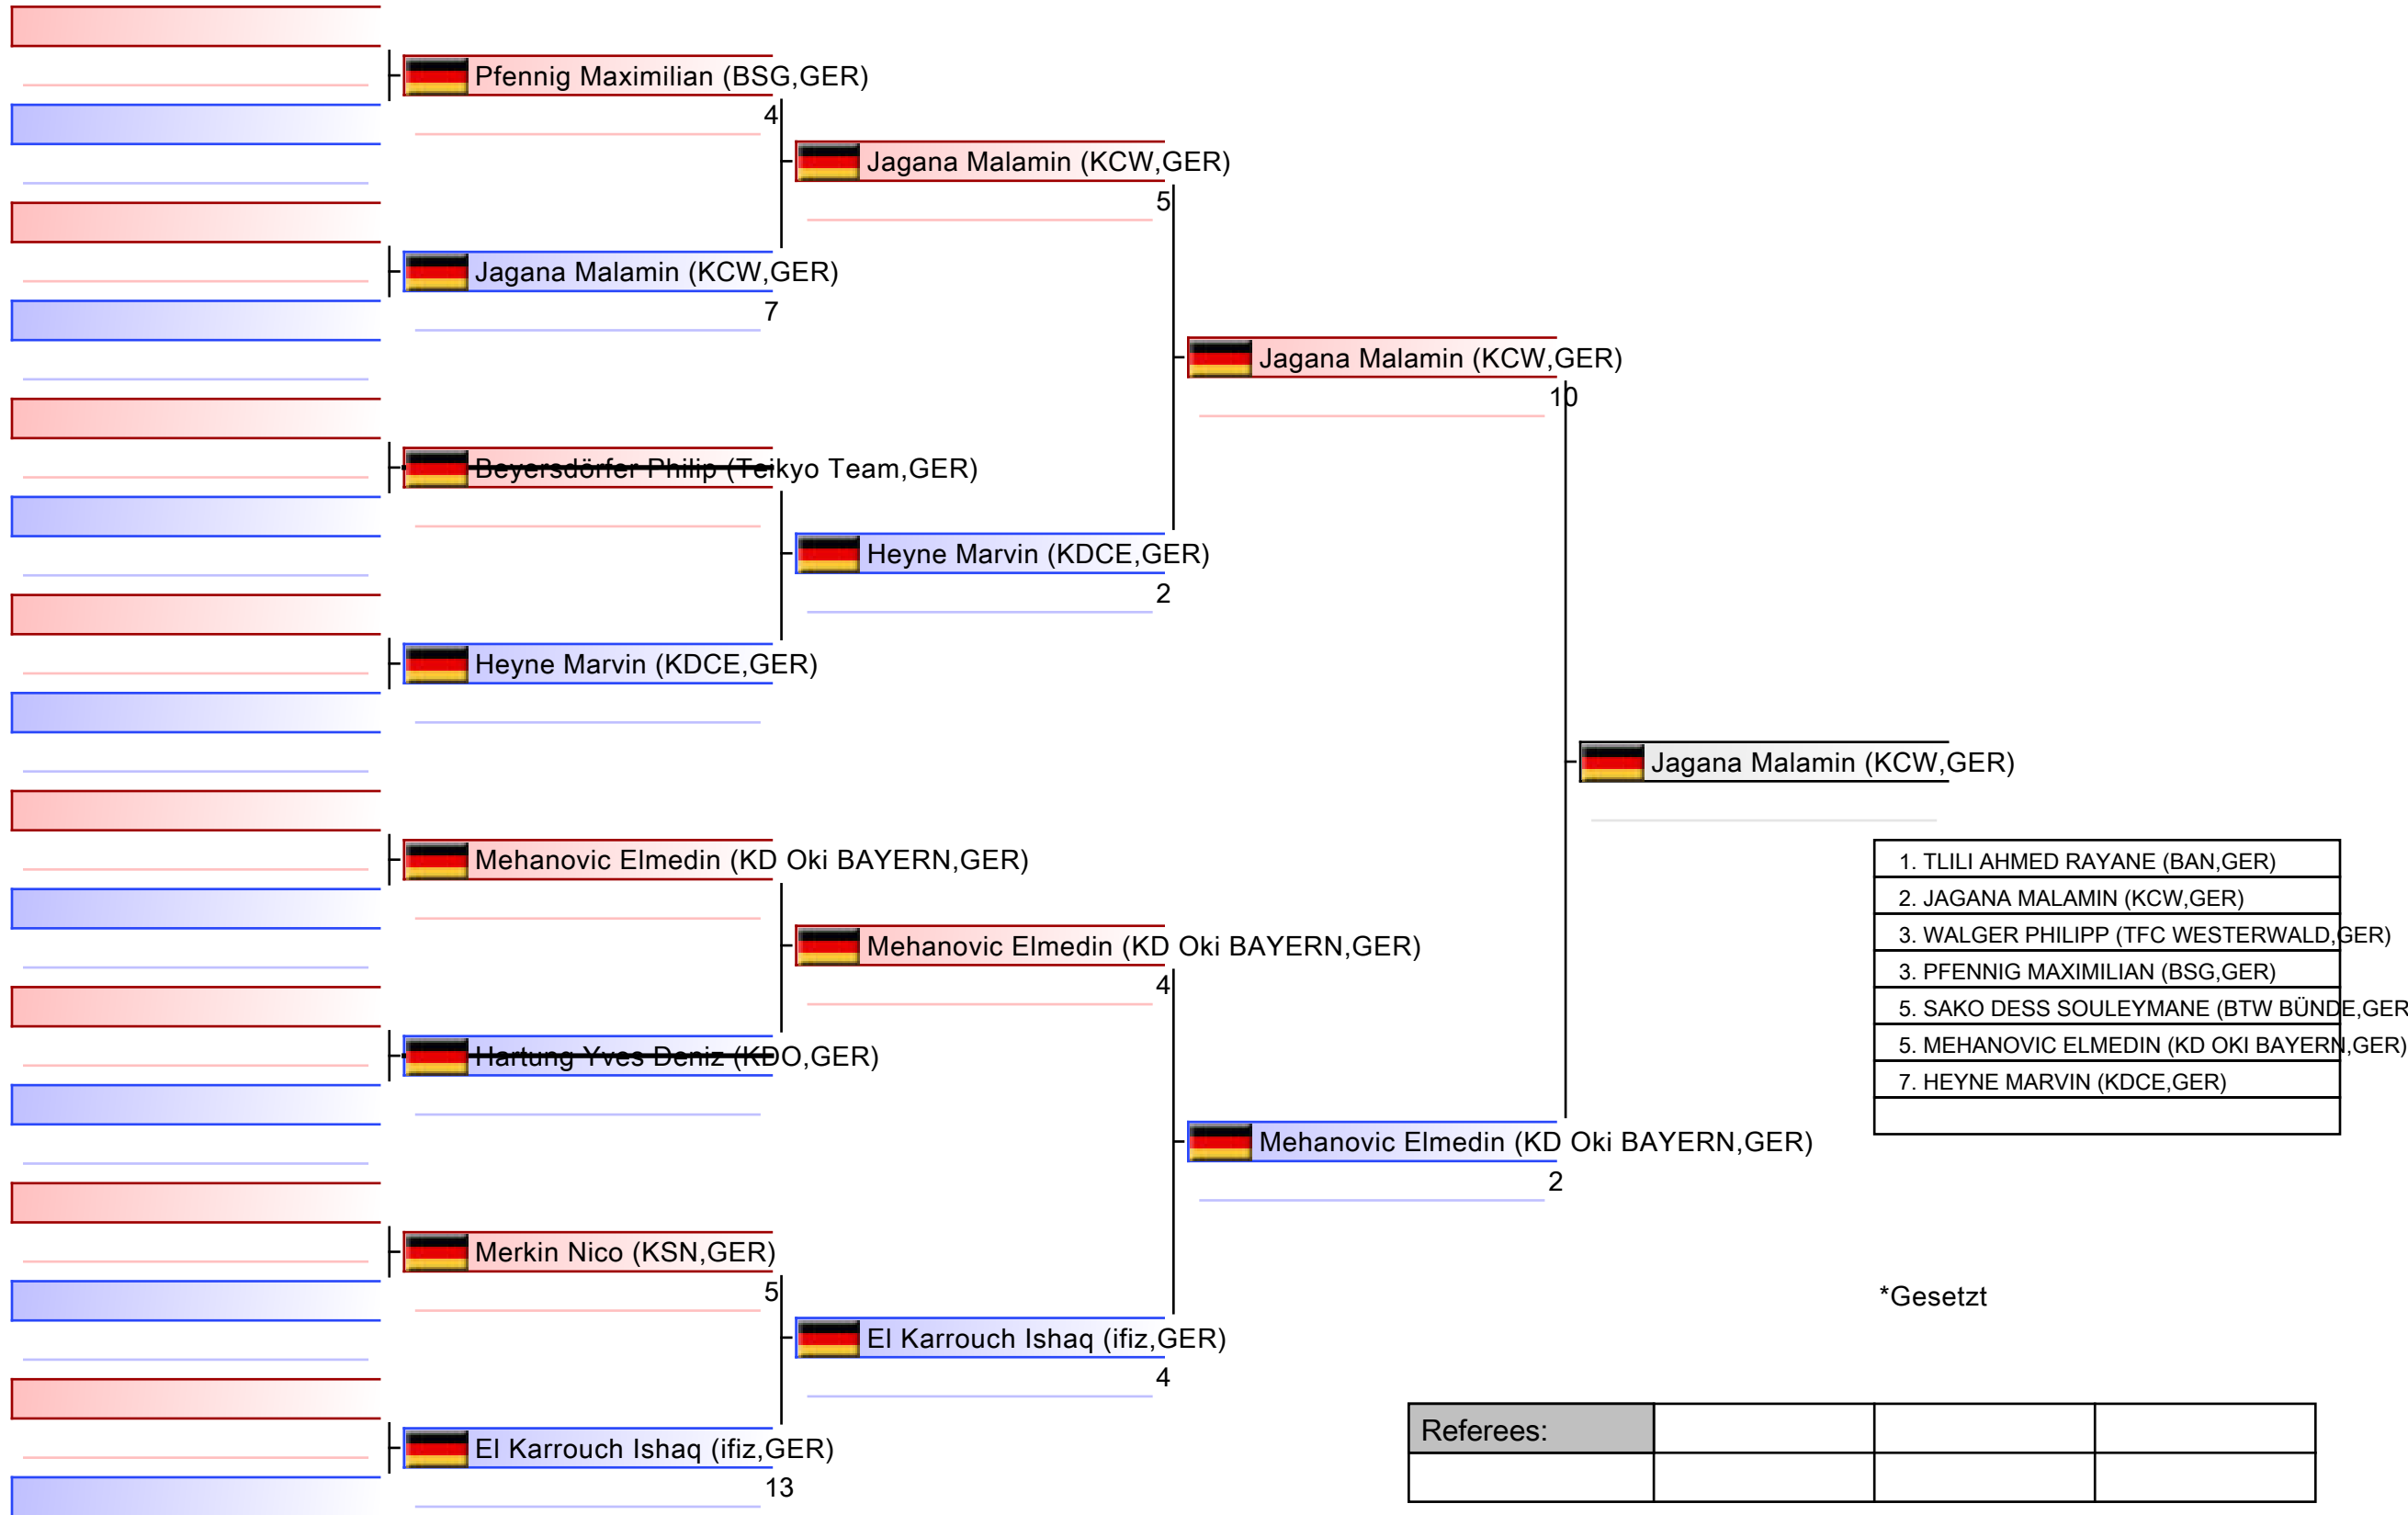 Pfennig Maximilian (BSG,GER)
4
Jagana Malamin (KCW,GER)
5
Jagana Malamin (KCW,GER)
7
Jagana Malamin (KCW,GER)
10
Beyersdörfer Philip (Teikyo Team,GER)
Heyne Marvin (KDCE,GER)
2
Heyne Marvin (KDCE,GER)
Jagana Malamin (KCW,GER)
Mehanovic Elmedin (KD Oki BAYERN,GER)
1. TLILI AHMED RAYANE (BAN,GER)
2. JAGANA MALAMIN (KCW,GER)
3. WALGER PHILIPP (TFC WESTERWALD,GER)
3. PFENNIG MAXIMILIAN (BSG,GER)
5. SAKO DESS SOULEYMANE (BTW BÜNDE,GER
5. MEHANOVIC ELMEDIN (KD OKI BAYERN,GER)
7. HEYNE MARVIN (KDCE,GER)
Mehanovic Elmedin (KD Oki BAYERN,GER)
4
Hartung Yves Deniz (KDO,GER)
Mehanovic Elmedin (KD Oki BAYERN,GER)
2
Merkin Nico (KSN,GER)
5
*Gesetzt
El Karrouch Ishaq (ifiz,GER)
4
El Karrouch Ishaq (ifiz,GER)
13
Referees: